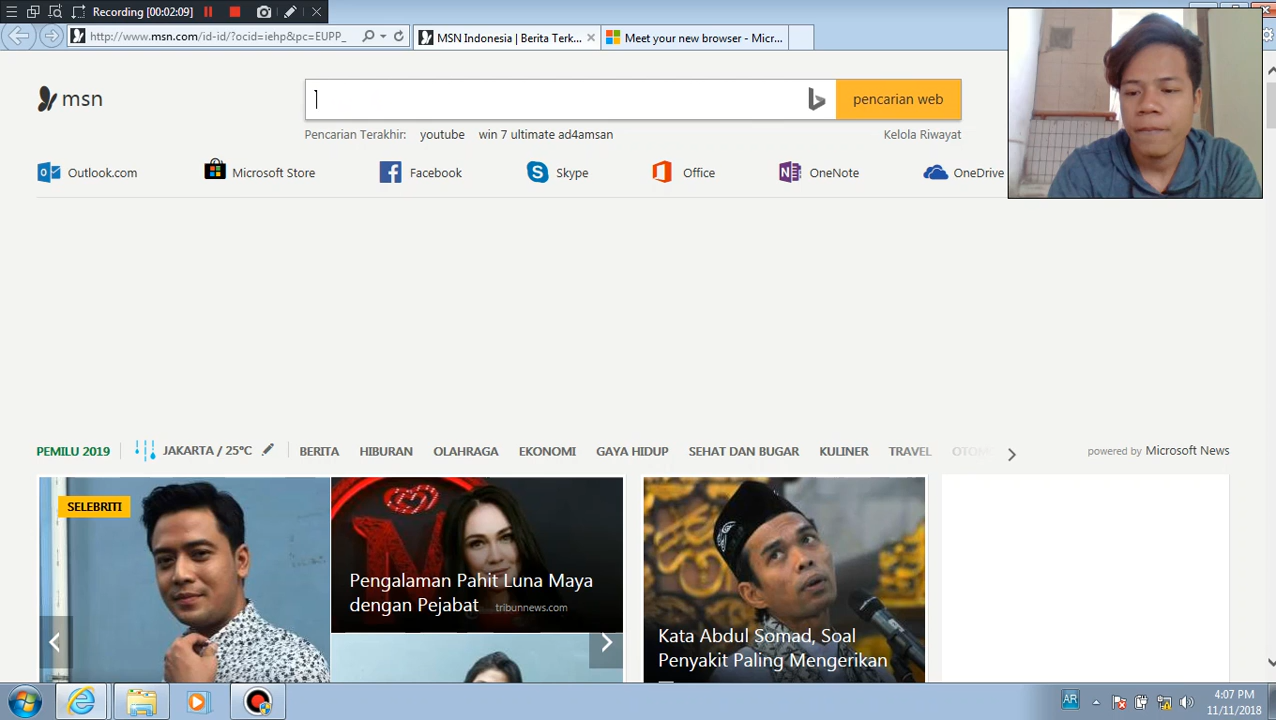 Recording [00:02:09]
http://www.msn.com/id-id/?ocid=iehp&pc=EUPP_
MSN Indonesia | Berita Terk...
Meet your new browser - Micr...
msn
pencarian web
Pencarian Terakhir:
youtube
win 7 ultimate ad4amsan
Kelola Riwayat
Outlook.com
Microsoft Store
Facebook
Skype
Office
OneNote
OneDrive
PEMILU 2019
JAKARTA / 25°C
BERITA
HIBURAN
OLAHRAGA
EKONOMI
GAYA HIDUP
SEHAT DAN BUGAR
KULINER
TRAVEL
OTOM
powered by Microsoft News
SELEBRITI
Pengalaman Pahit Luna Maya
dengan Pejabat tribunnews.com
Kata Abdul Somad, Soal
Penyakit Paling Mengerikan
AR
4:07 PM
11/11/2018